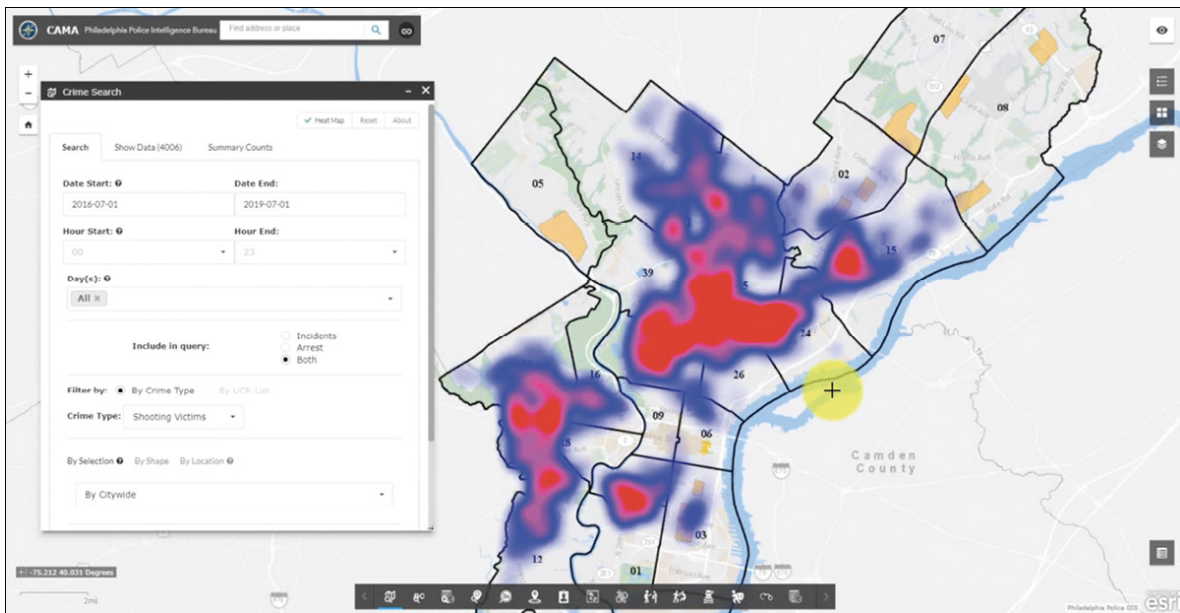 CAMA Philadelphia Police Intelligence Bureau
Find address or place
GO
+
−
Crime Search
Heat Map Reset About
Search Show Data (4006) Summary Counts
Date Start: Date End:
2016-07-01 2019-07-01
Hour Start: Hour End:
00 23
Day(s):
All ×
Include in query:
Incidents
Arrest
Both
Filter by: By Crime Type By UCR List
Crime Type: Shooting Victims
By Selection By Shape By Location
By Citywide
-75.212 40.031 Degrees
2mi
07
08
02
15
14
05
39
24
26
16
09
06
03
01
12
Camden
County
Philadelphia Police GIS
esri